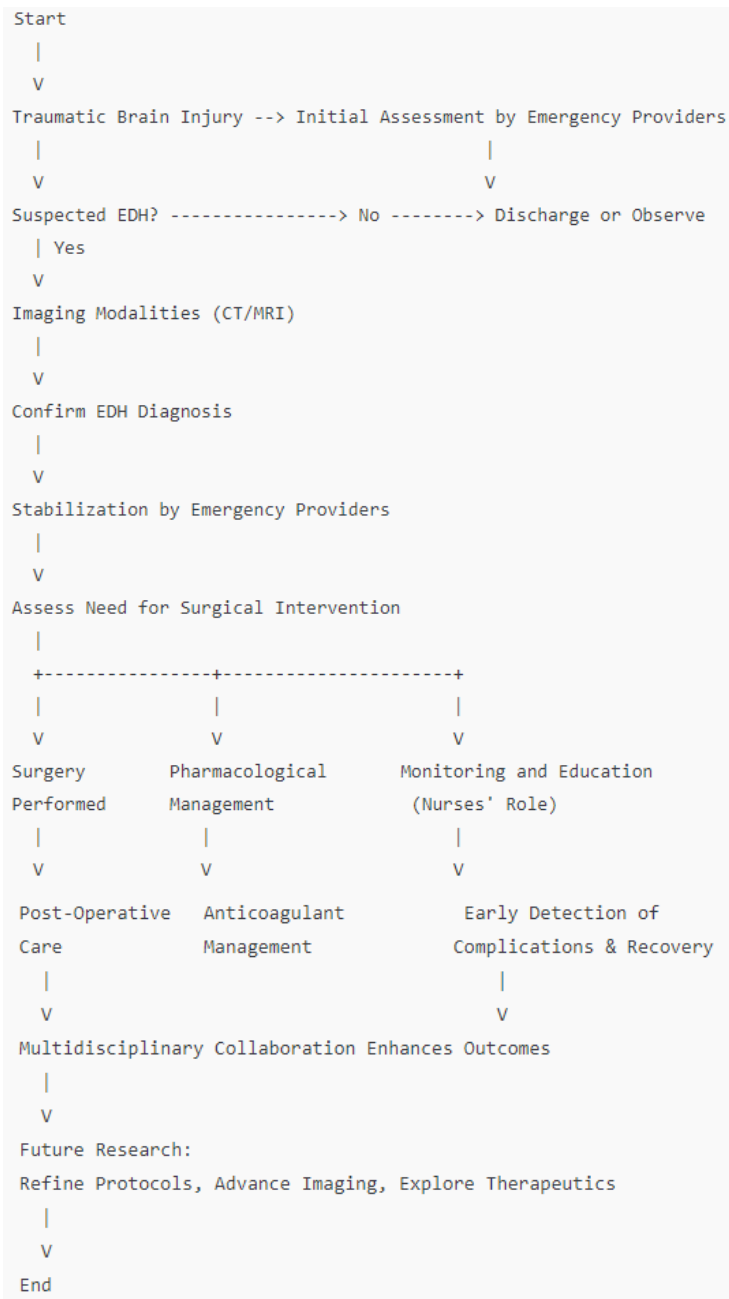 Start
|
V
Traumatic Brain Injury --> Initial Assessment by Emergency Providers
| |
V V
Suspected EDH? ----------------> No --------> Discharge or Observe
| Yes
V
Imaging Modalities (CT/MRI)
|
V
Confirm EDH Diagnosis
|
V
Stabilization by Emergency Providers
|
V
Assess Need for Surgical Intervention
|
+----------------+----------------------+
| | |
V V V
Surgery Pharmacological Monitoring and Education
Performed Management (Nurses' Role)
| | |
V V V
Post-Operative Anticoagulant Early Detection of
Care Management Complications & Recovery
| |
V V
Multidisciplinary Collaboration Enhances Outcomes
|
V
Future Research:
Refine Protocols, Advance Imaging, Explore Therapeutics
|
V
End